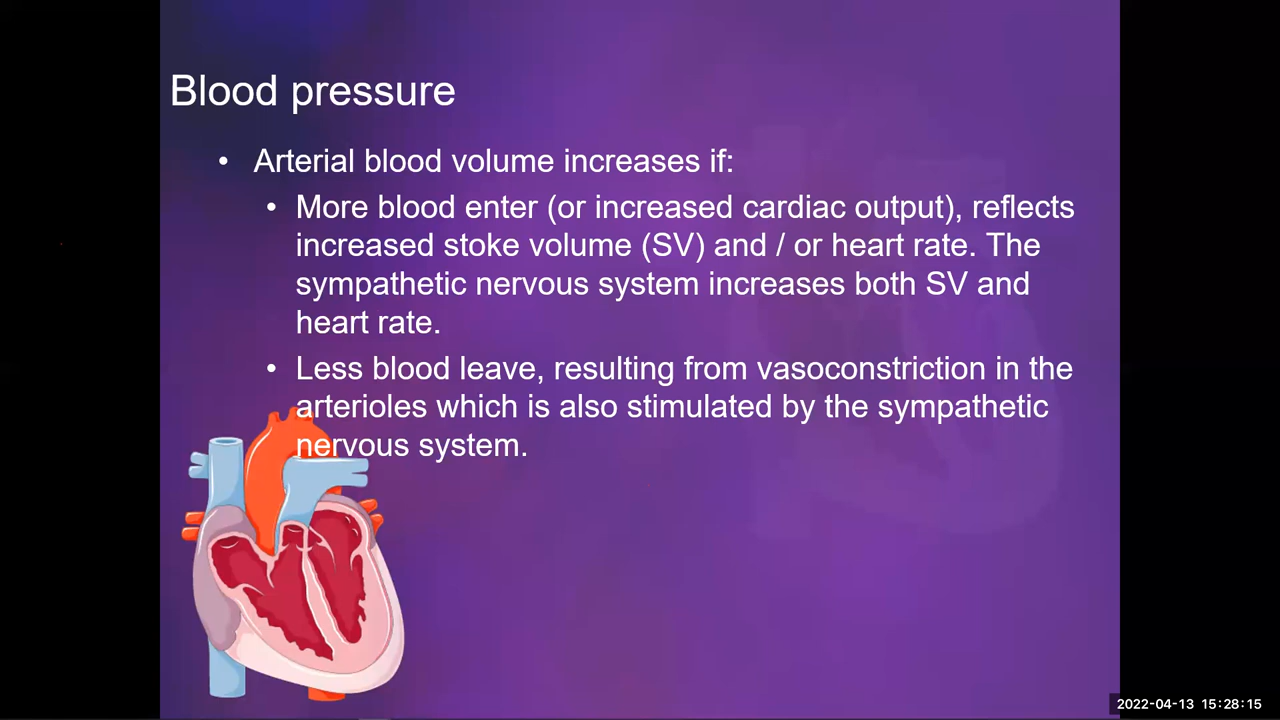 Blood pressure
• Arterial blood volume increases if:
• More blood enter (or increased cardiac output), reflects
increased stoke volume (SV) and / or heart rate. The
sympathetic nervous system increases both SV and
heart rate.
• Less blood leave, resulting from vasoconstriction in the
arterioles which is also stimulated by the sympathetic
nervous system.
2022-04-13 15:28:15